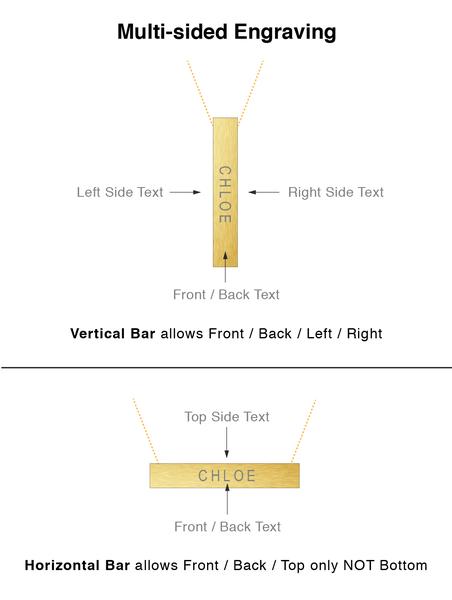 Multi-sided Engraving
CHLOE
Left Side Text
Right Side Text
Front / Back Text
Vertical Bar allows Front / Back / Left / Right
Top Side Text
CHLOE
Front / Back Text
Horizontal Bar allows Front / Back / Top only NOT Bottom